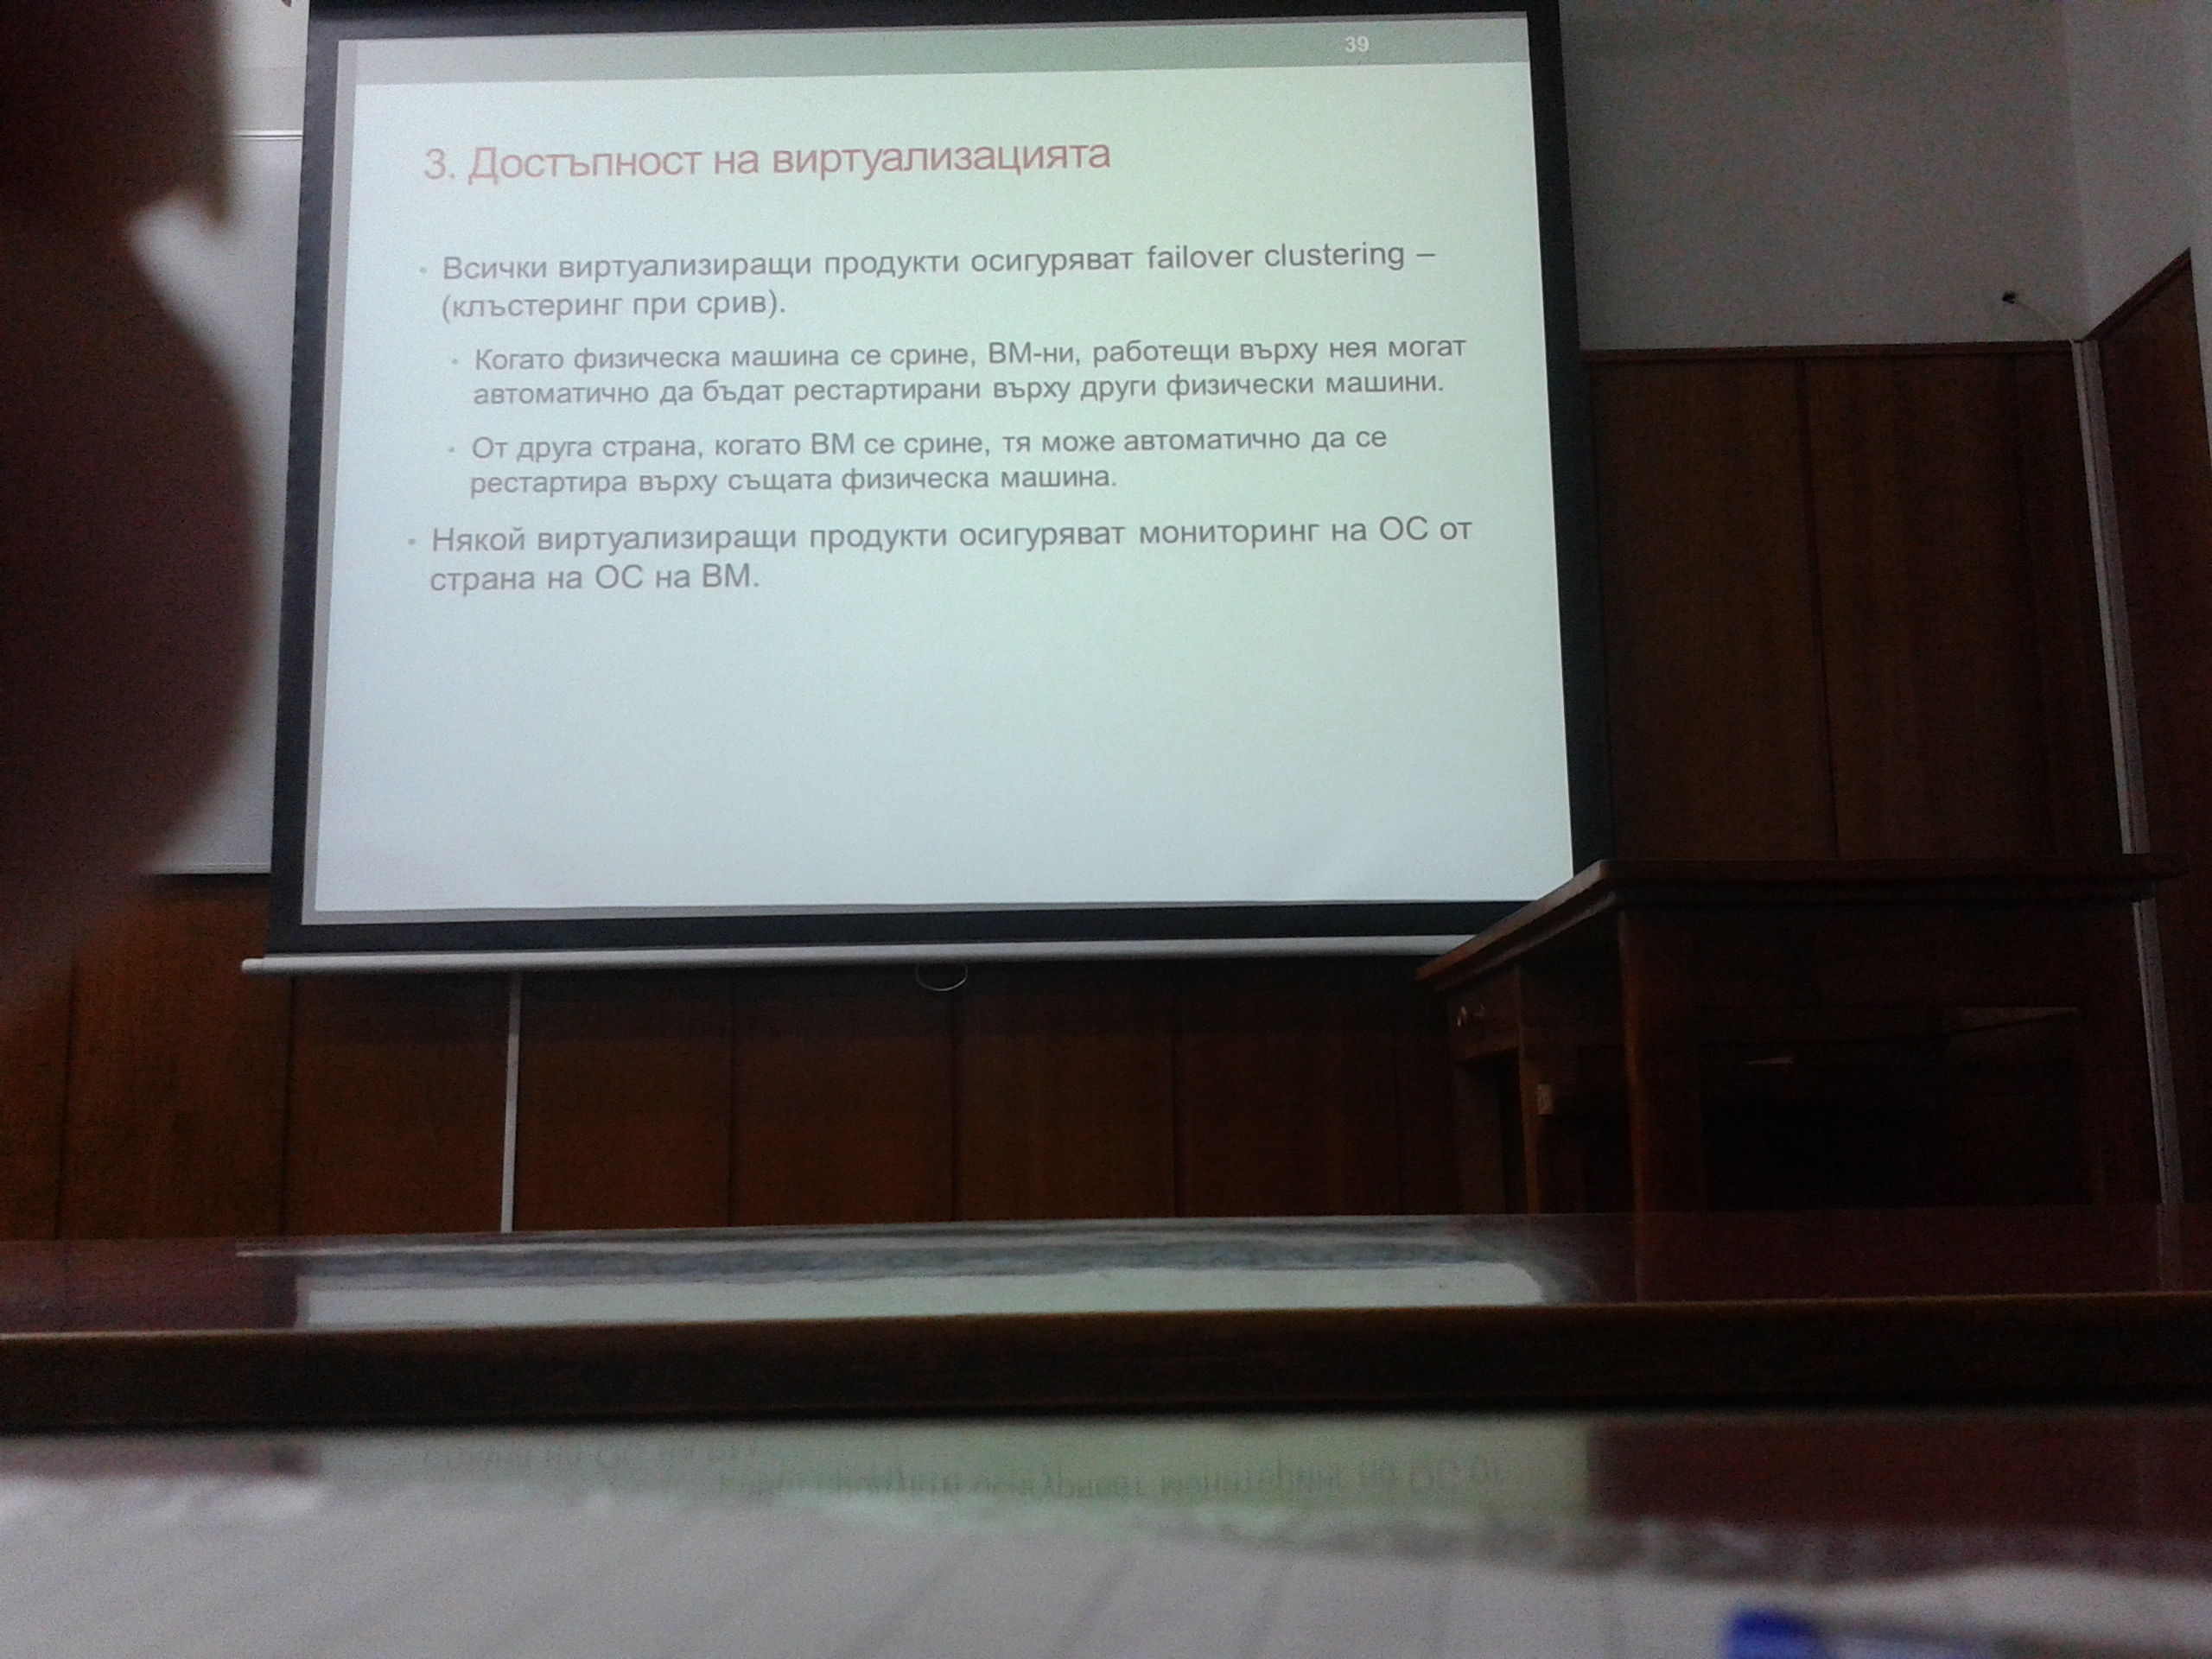 39
3. Достъпност на виртуализацията
• Всички виртуализиращи продукти осигуряват failover clustering –
(клъстеринг при срив).
• Когато физическа машина се срине, ВМ-ни, работещи върху нея могат
автоматично да бъдат рестартирани върху други физически машини.
• От друга страна, когато ВМ се срине, тя може автоматично да се
рестартира върху същата физическа машина.
• Някой виртуализиращи продукти осигуряват мониторинг на ОС от
страна на ОС на ВМ.